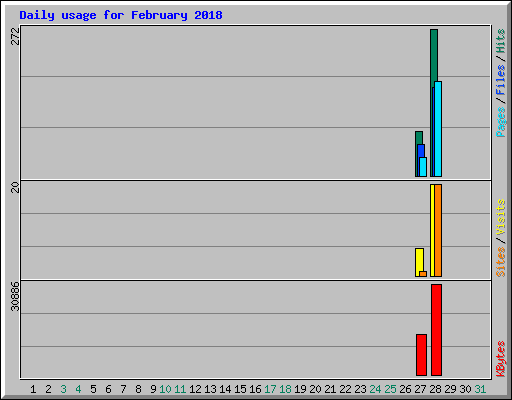 Daily usage for February 2018
272
20
30886
Pages / Files / Hits
Sites / Visits
KBytes
1 2 3 4 5 6 7 8 9 10 11 12 13 14 15 16 17 18 19 20 21 22 23 24 25 26 27 28 29 30 31